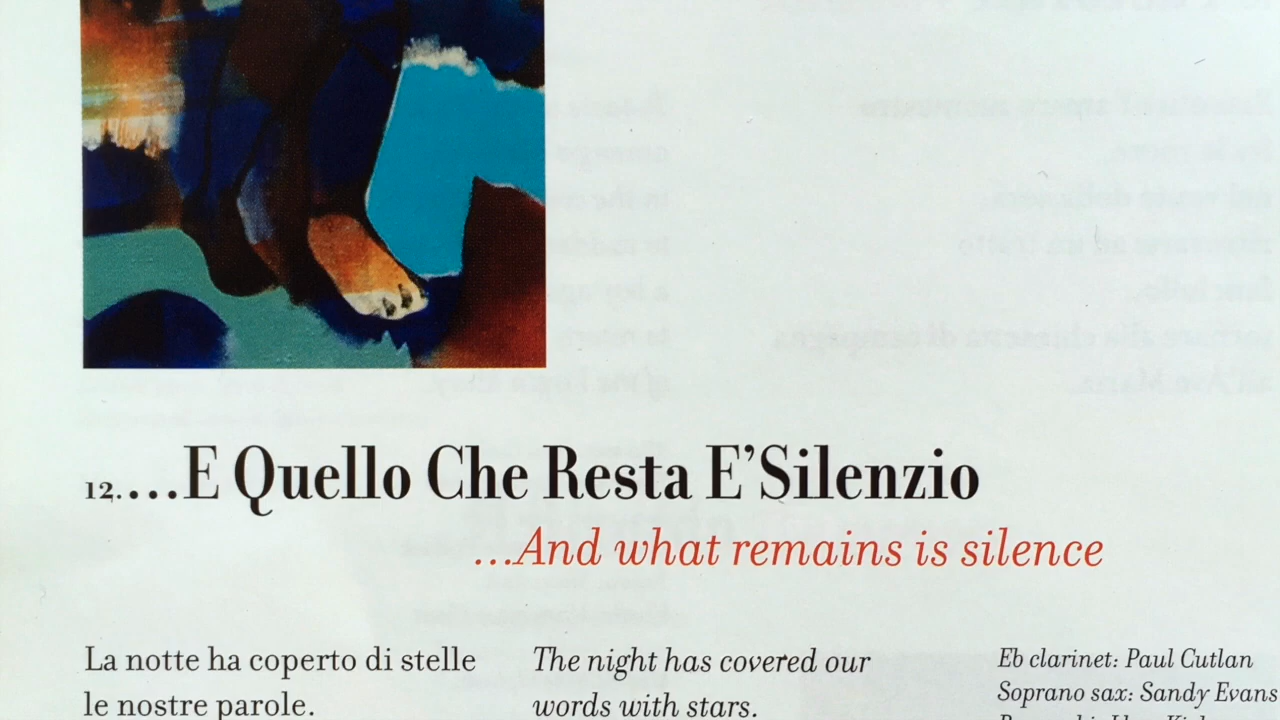 12....E Quello Che Resta E’Silenzio
...And what remains is silence
La notte ha coperto di stelle
le nostre parole.
The night has covered our
words with stars.
Eb clarinet: Paul Cutlan
Soprano sax: Sandy Evans